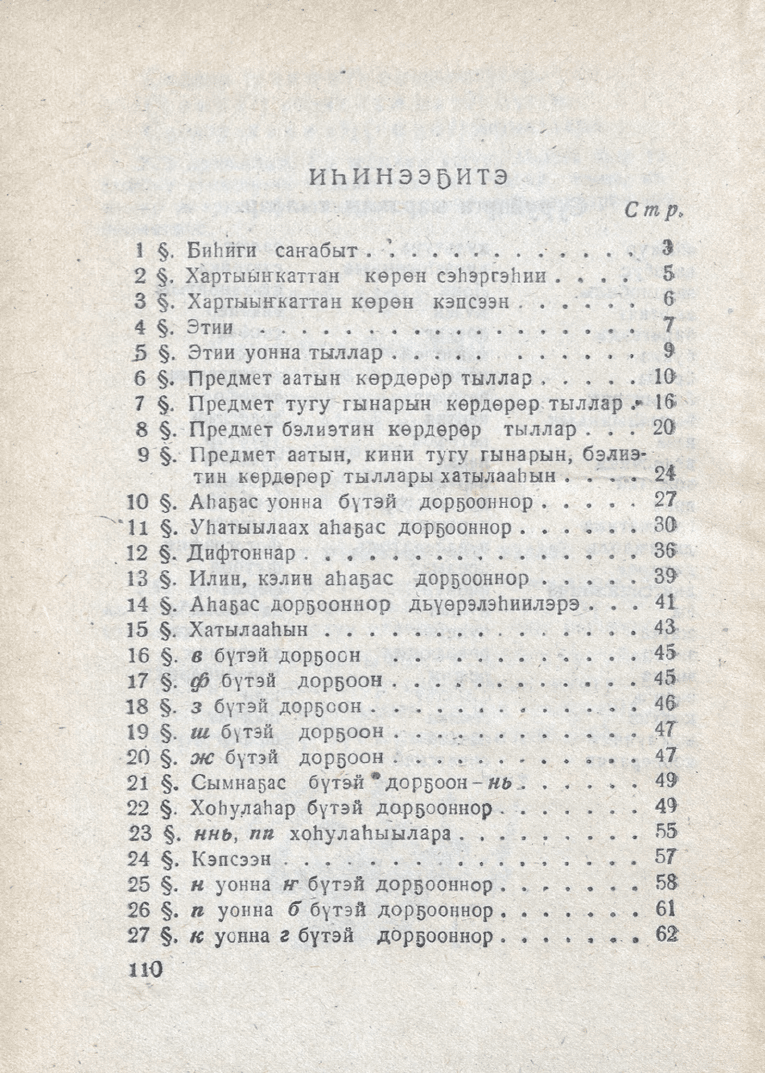 ИҺИНЭЭҔИТЭ
Стр.
1 §. Биһиги саҥабыт . . . . . . . . . . . . 3
2 §. Хартыыҥкаттан көрөн сэһэргэһии . . . . 5
3 §. Хартыыҥкаттан көрөн кэпсээн . . . . . . 6
4 §. Этии . . . . . . . . . . . . . . . . 7
5 §. Этии уонна тыллар . . . . . . . . . . . 9
6 §. Предмет аатын көрдөрөр тыллар . . . . . 10
7 §. Предмет тугу гынарын көрдөрөр тыллар . 16
8 §. Предмет бэлиэтин көрдөрөр тыллар . . . 20
9 §. Предмет аатын, кини тугу гынарын, бэлиэ-
тин көрдөрөр тыллары хатылааһын . . . . 24
10 §. Аһаҕас уонна бүтэй дорҕооннор . . . . . 27
11 §. Уһатыылаах аһаҕас дорҕооннор . . . . . . 30
12 §. Дифтоннар . . . . . . . . . . . . . . 36
13 §. Илин, кэлин аһаҕас дорҕооннор . . . . . 39
14 §. Аһаҕас дорҕооннор дьүөрэлэһиилэрэ . . . 41
15 §. Хатылааһын . . . . . . . . . . . . . . 43
16 §. в бүтэй дорҕоон . . . . . . . . . . . 45
17 §. ф бүтэй дорҕоон . . . . . . . . . . . 45
18 §. з бүтэй дорҕоон . . . . . . . . . . . . 46
19 §. ш бүтэй дорҕоон . . . . . . . . . . . 47
20 §. ж бүтэй дорҕоон . . . . . . . . . . . 47
21 §. Сымнаҕас бүтэй дорҕоон – нь . . . . . . 49
22 §. Хоһулаһар бүтэй дорҕооннор . . . . . . . 49
23 §. ннь, пп хоһулаһыылара . . . . . . . . . 55
24 §. Кэпсээн . . . . . . . . . . . . . . . 57
25 §. н уонна ҥ бүтэй дорҕооннор . . . . . . . 58
26 §. п уонна б бүтэй дорҕооннор . . . . . . . 61
27 §. к уонна г бүтэй дорҕооннор . . . . . . . 62
110